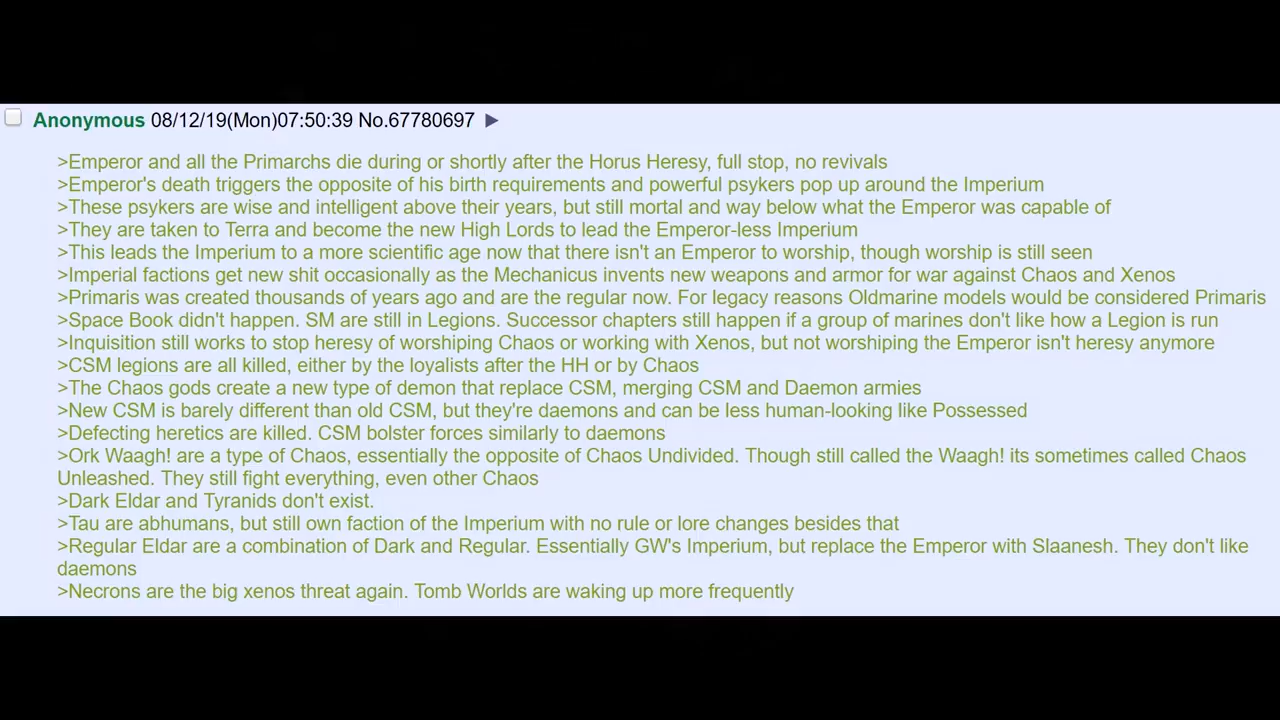 Anonymous 08/12/19(Mon)07:50:39 No.67780697 ▶
>Emperor and all the Primarchs die during or shortly after the Horus Heresy, full stop, no revivals
>Emperor's death triggers the opposite of his birth requirements and powerful psykers pop up around the Imperium
>These psykers are wise and intelligent above their years, but still mortal and way below what the Emperor was capable of
>They are taken to Terra and become the new High Lords to lead the Emperor-less Imperium
>This leads the Imperium to a more scientific age now that there isn't an Emperor to worship, though worship is still seen
>Imperial factions get new shit occasionally as the Mechanicus invents new weapons and armor for war against Chaos and Xenos
>Primaris was created thousands of years ago and are the regular now. For legacy reasons Oldmarine models would be considered Primaris
>Space Book didn't happen. SM are still in Legions. Successor chapters still happen if a group of marines don't like how a Legion is run
>Inquisition still works to stop heresy of worshiping Chaos or working with Xenos, but not worshiping the Emperor isn't heresy anymore
>CSM legions are all killed, either by the loyalists after the HH or by Chaos
>The Chaos gods create a new type of demon that replace CSM, merging CSM and Daemon armies
>New CSM is barely different than old CSM, but they're daemons and can be less human-looking like Possessed
>Defecting heretics are killed. CSM bolster forces similarly to daemons
>Ork Waagh! are a type of Chaos, essentially the opposite of Chaos Undivided. Though still called the Waagh! its sometimes called Chaos
Unleashed. They still fight everything, even other Chaos
>Dark Eldar and Tyranids don't exist.
>Tau are abhumans, but still own faction of the Imperium with no rule or lore changes besides that
>Regular Eldar are a combination of Dark and Regular. Essentially GW's Imperium, but replace the Emperor with Slaanesh. They don't like
daemons
>Necrons are the big xenos threat again. Tomb Worlds are waking up more frequently